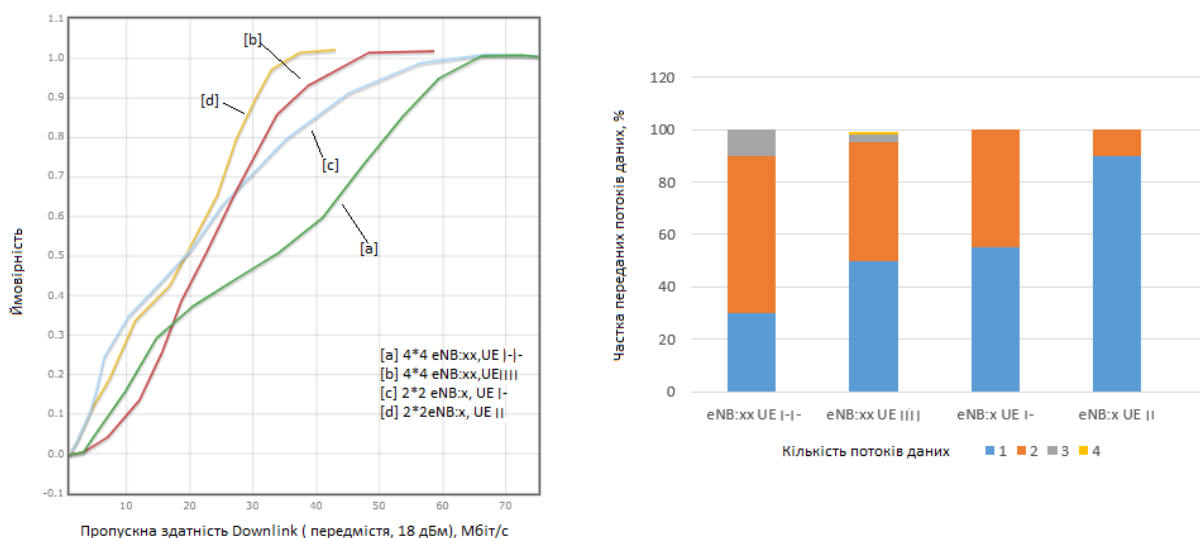 Ймовірність
1.1
1.0
0.9
0.8
0.7
0.6
0.5
0.4
0.3
0.2
0.1
0.0
-0.1
[b]
[d]
[c]
[a]
[a] 4*4 eNB:xx,UE |-|-
[b] 4*4 eNB:xx,UE||||
[c] 2*2 eNB:x, UE |-
[d] 2*2eNB:x, UE ||
10 20 30 40 50 60 70
Пропускна здатність Downlink ( передмістя, 18 дБм), Мбіт/с
Частка переданих потоків даних, %
120
100
80
60
40
20
0
eNB:xx UE |-|- eNB:xx UE |||| eNB:x UE |- eNB:x UE ||
Кількість потоків даних 1 2 3 4